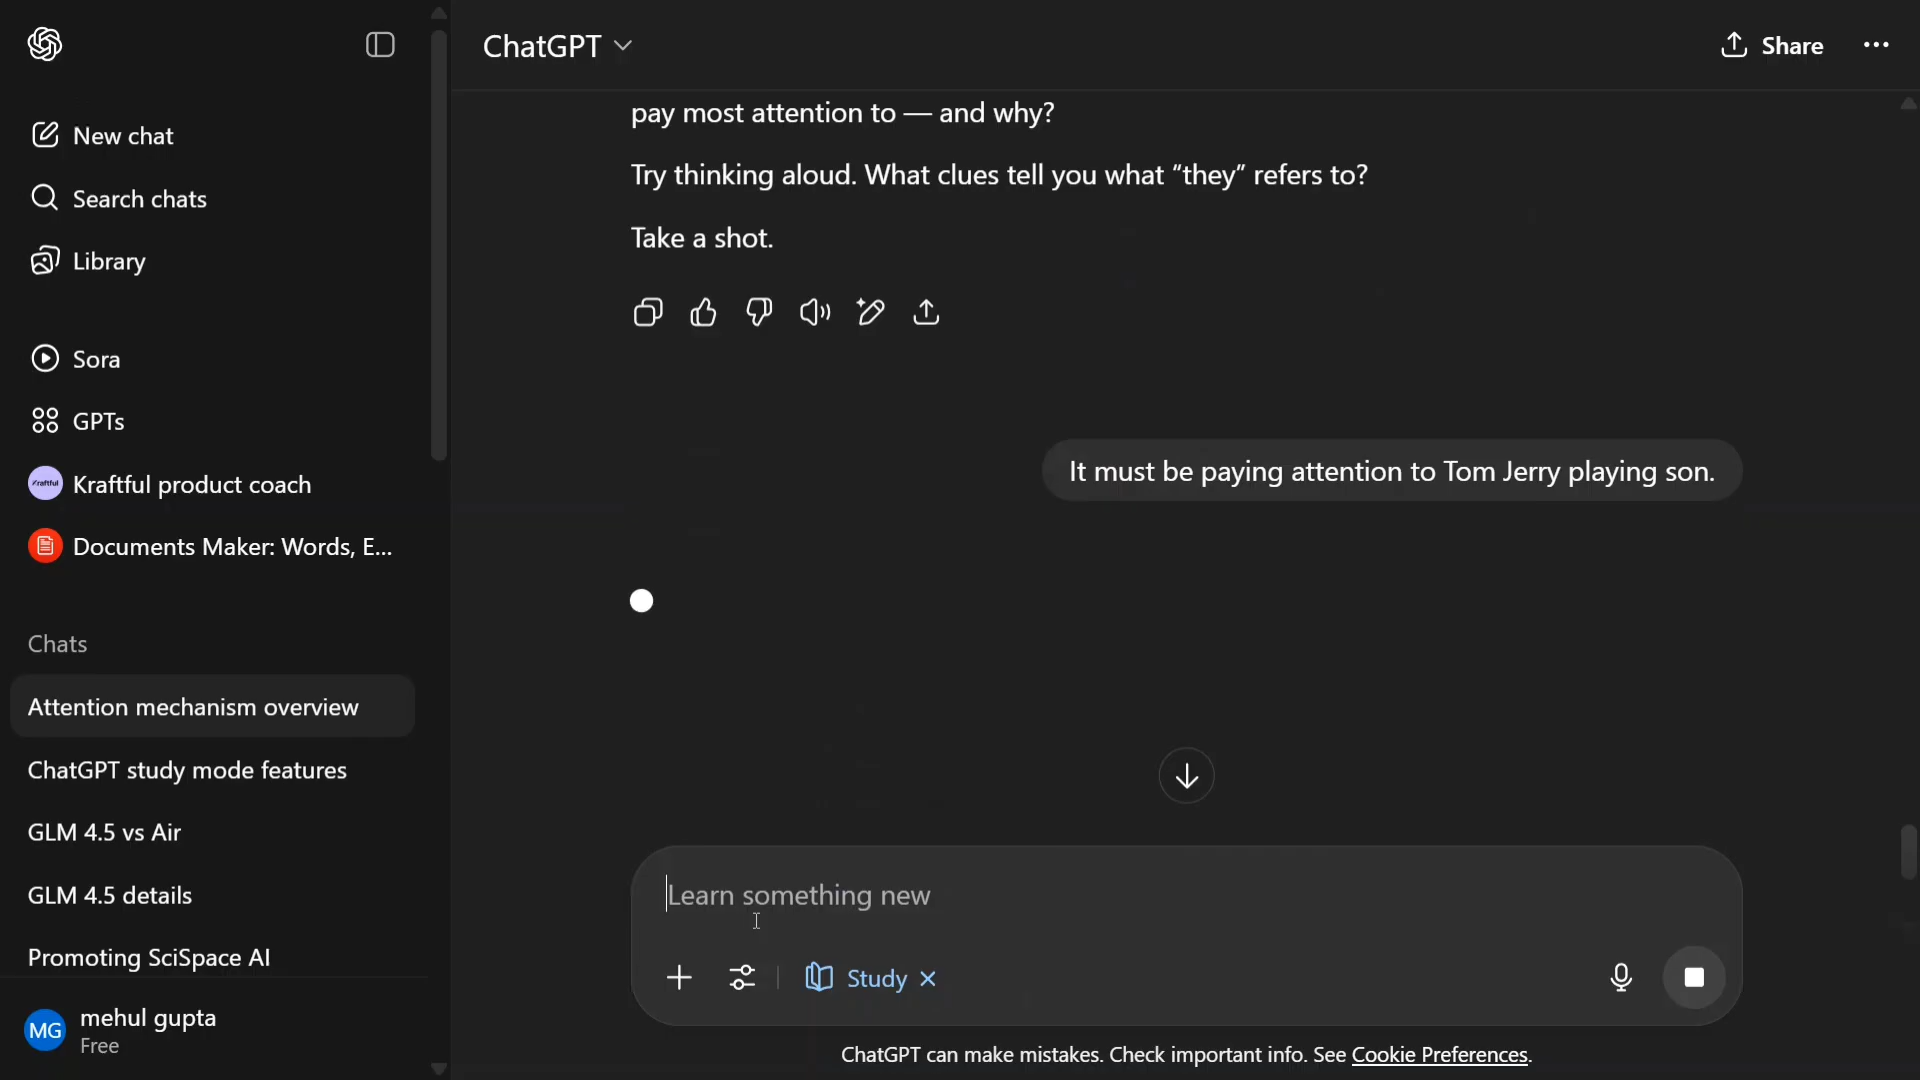 ChatGPT
Share
New chat
Search chats
Library
Sora
GPTs
Kraftful
Kraftful product coach
Documents Maker: Words, E...
Chats
Attention mechanism overview
ChatGPT study mode features
GLM 4.5 vs Air
GLM 4.5 details
Promoting SciSpace AI
MG
mehul gupta
Free
pay most attention to — and why?
Try thinking aloud. What clues tell you what “they” refers to?
Take a shot.
It must be paying attention to Tom Jerry playing son.
Learn something new
Study
ChatGPT can make mistakes. Check important info. See Cookie Preferences.